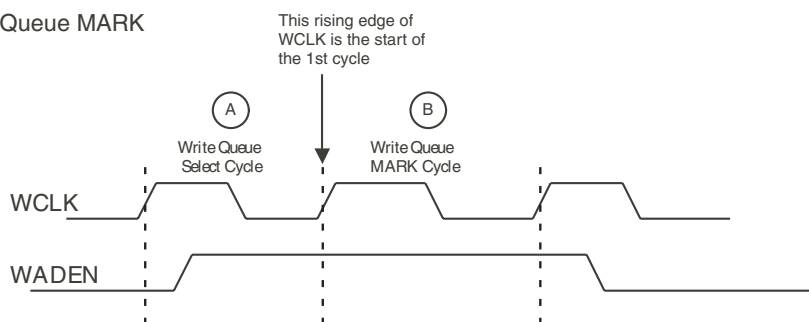 Queue MARK
This rising edge of
WCLK is the start of
the 1st cycle
A
B
Write Queue
Select Cycle
Write Queue
MARK Cycle
WCLK
WADEN